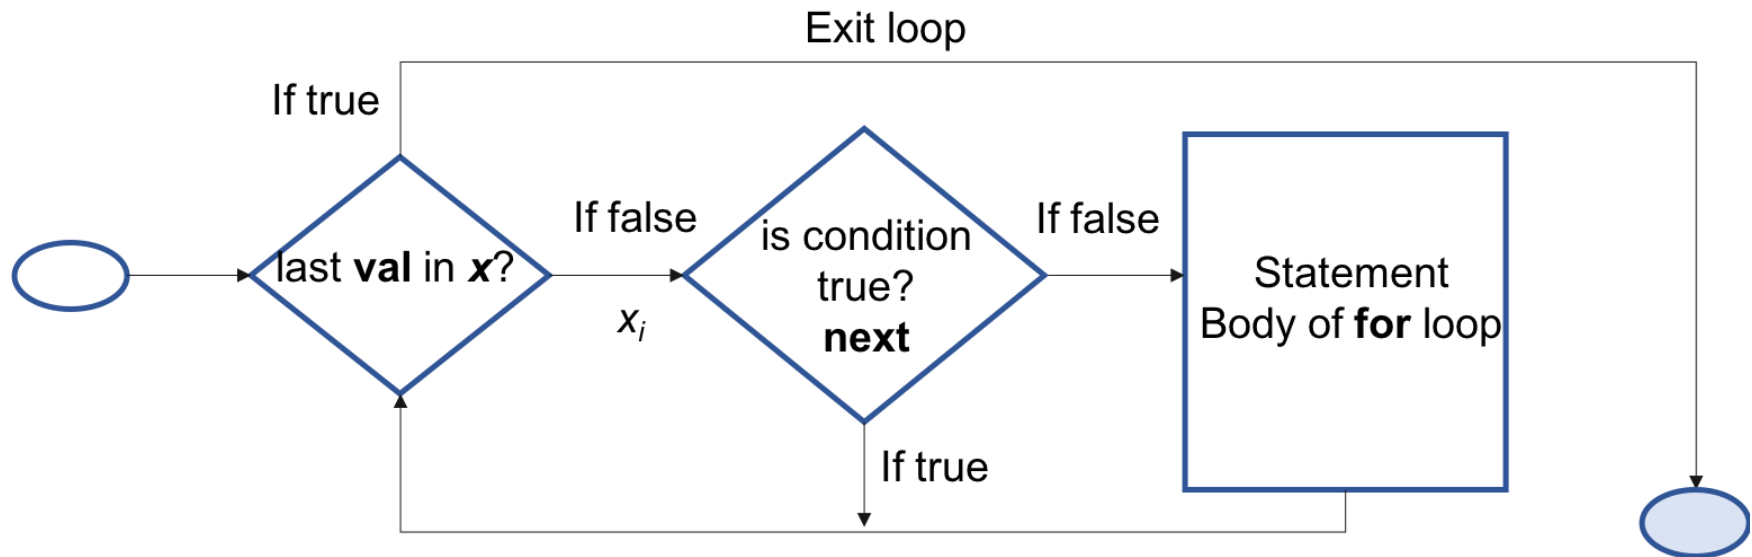 Exit loop
If true
last val in x?
If false
x_i
is condition
true?
next
If false
Statement
Body of for loop
If true